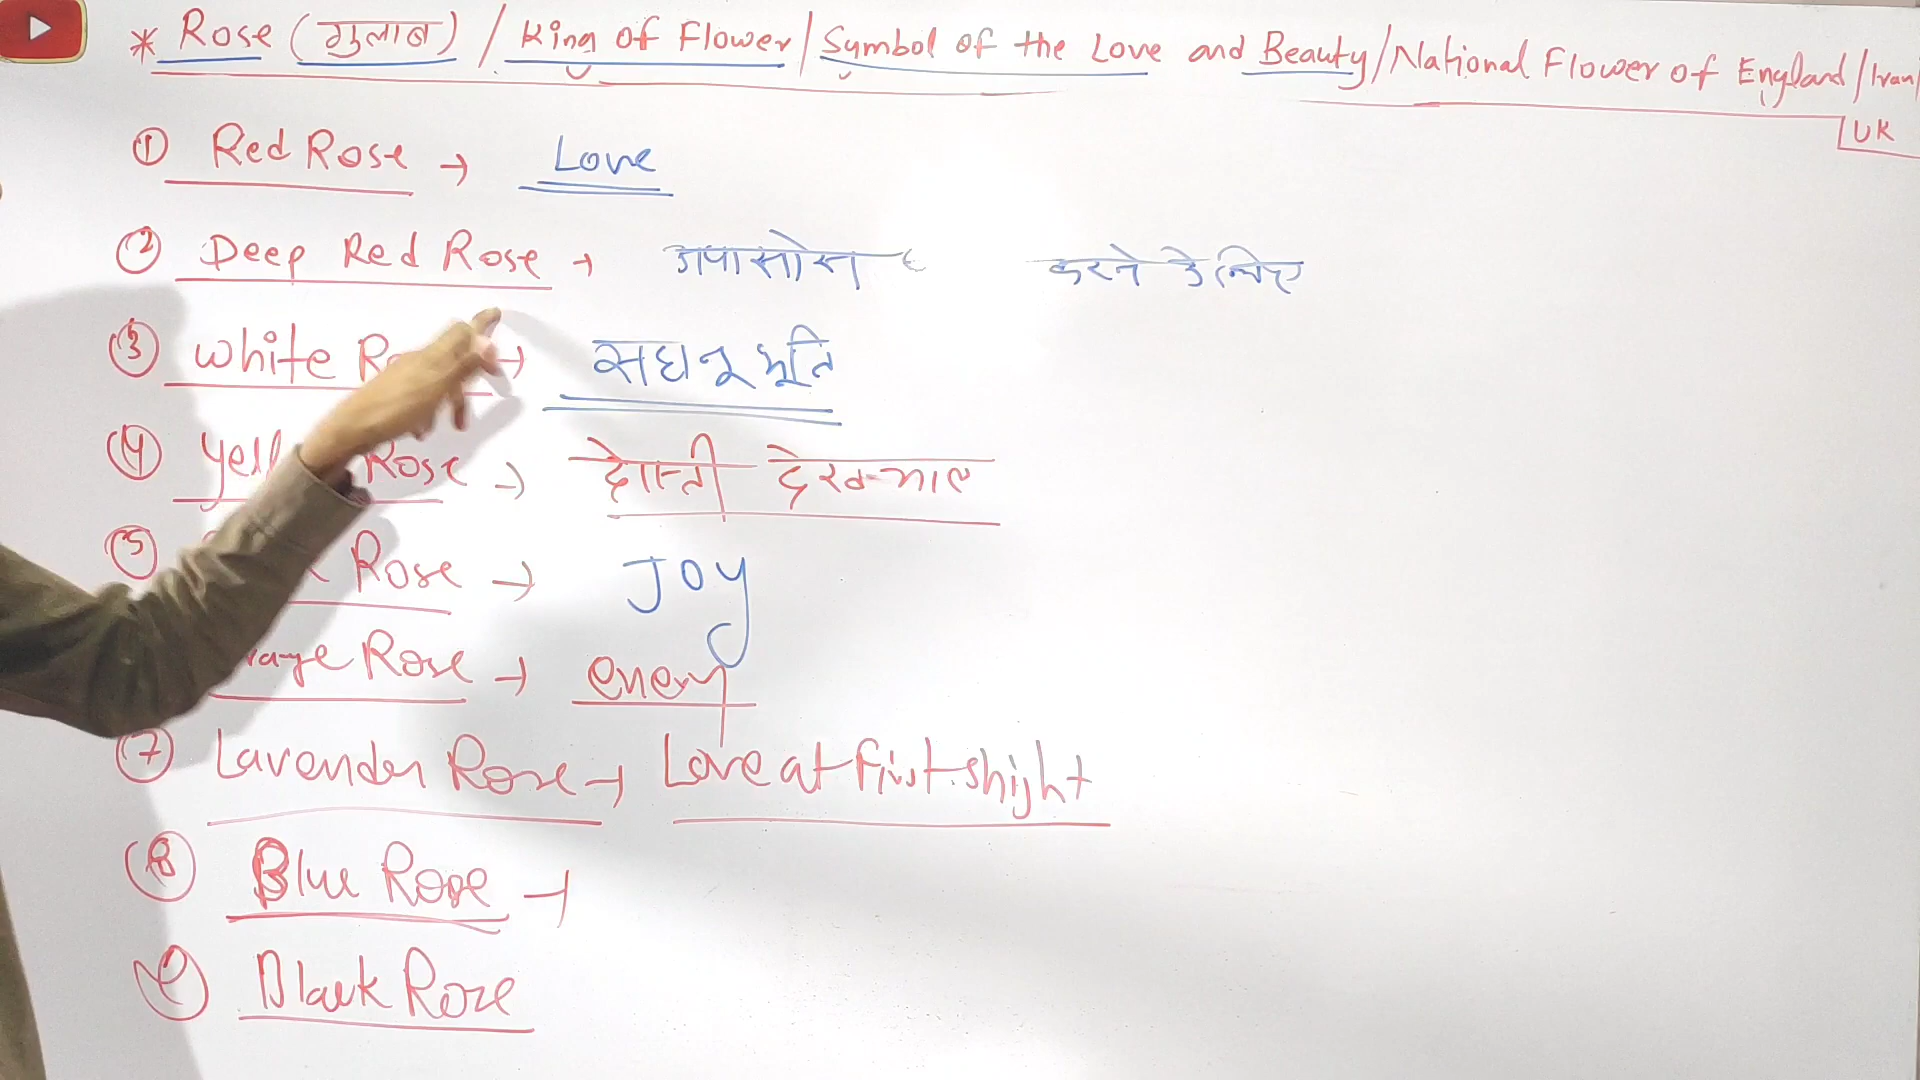 * Rose (गुलाब) / King of Flower / Symbol of the Love and Beauty / National Flower of England / Iran /
UK
① Red Rose → Love
② Deep Red Rose → करने के लिए
③ White → सहानुभूति
④ Rose → दोस्ती देखभाल
⑤ Rose → Joy
Rose → enery
⑦ Lavender Rose → Love at first shight
⑧ Blue Rose →
⑨ Black Rose